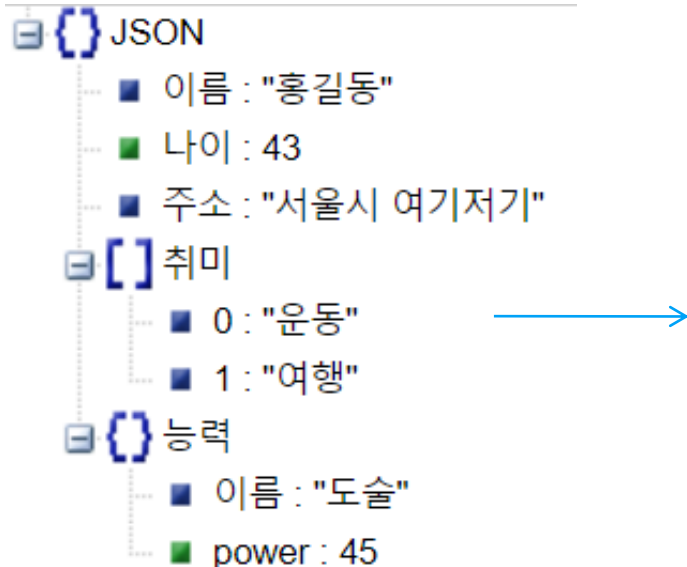 JSON
이름 : "홍길동"
나이 : 43
주소 : "서울시 여기저기"
취미
0 : "운동"
1 : "여행"
능력
이름 : "도술"
power : 45